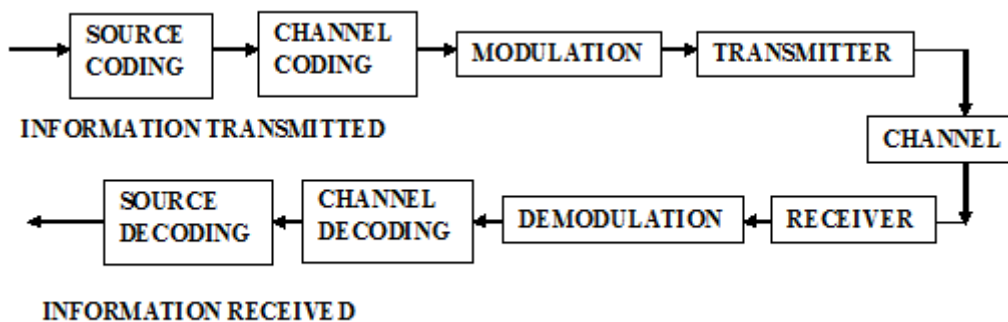 SOURCE
CODING
CHANNEL
CODING
MODULATION
TRANSMITTER
INFORMATION TRANSMITTED
CHANNEL
SOURCE
DECODING
CHANNEL
DECODING
DEMODULATION
RECEIVER
INFORMATION RECEIVED